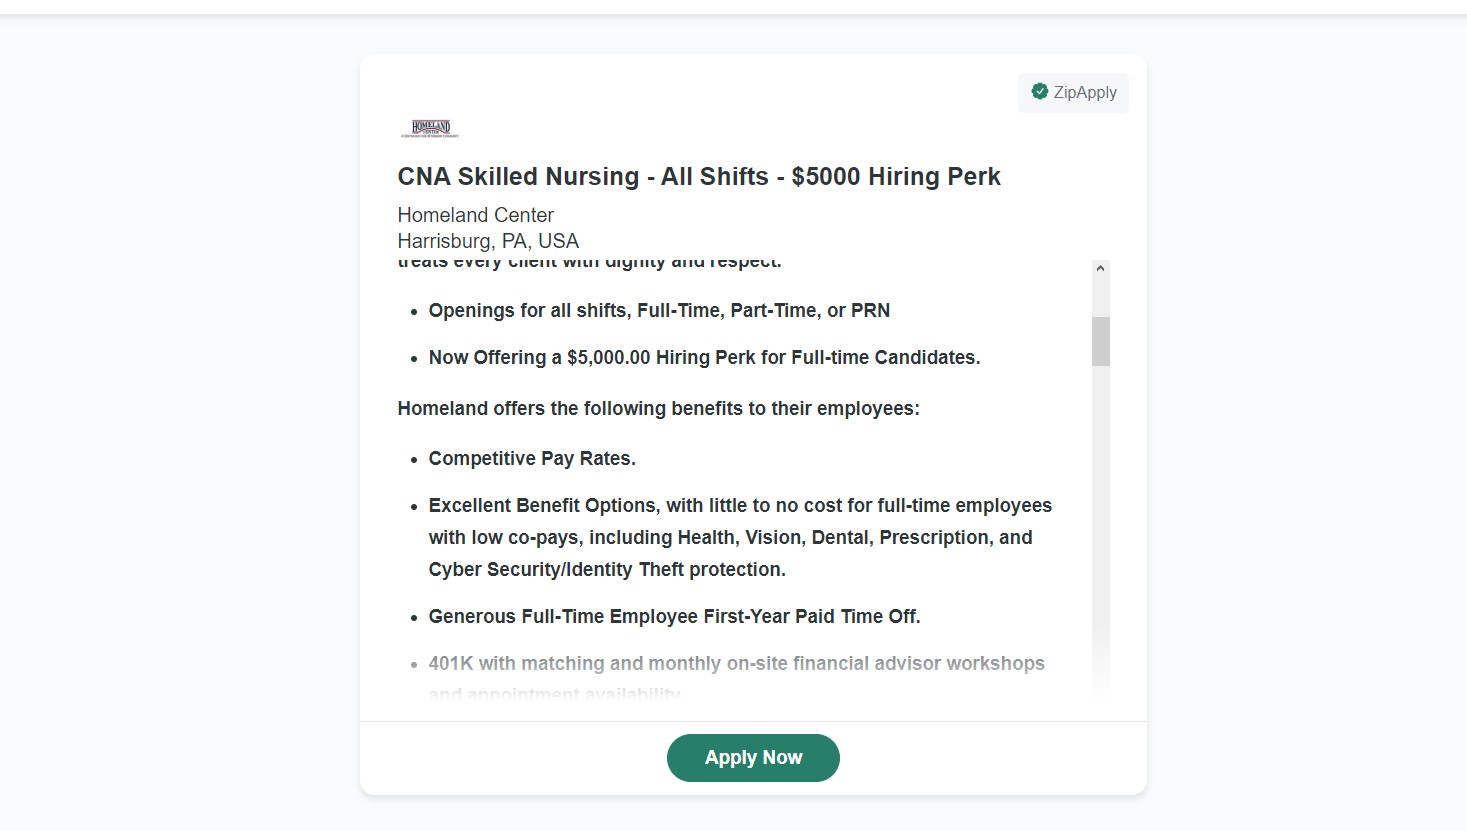 ZipApply
HOMELAND
CENTER
CNA Skilled Nursing - All Shifts - $5000 Hiring Perk
Homeland Center
Harrisburg, PA, USA
treats every client with dignity and respect.
Openings for all shifts, Full-Time, Part-Time, or PRN
Now Offering a $5,000.00 Hiring Perk for Full-time Candidates.
Homeland offers the following benefits to their employees:
Competitive Pay Rates.
Excellent Benefit Options, with little to no cost for full-time employees
with low co-pays, including Health, Vision, Dental, Prescription, and
Cyber Security/Identity Theft protection.
Generous Full-Time Employee First-Year Paid Time Off.
401K with matching and monthly on-site financial advisor workshops
and appointment availability
Apply Now